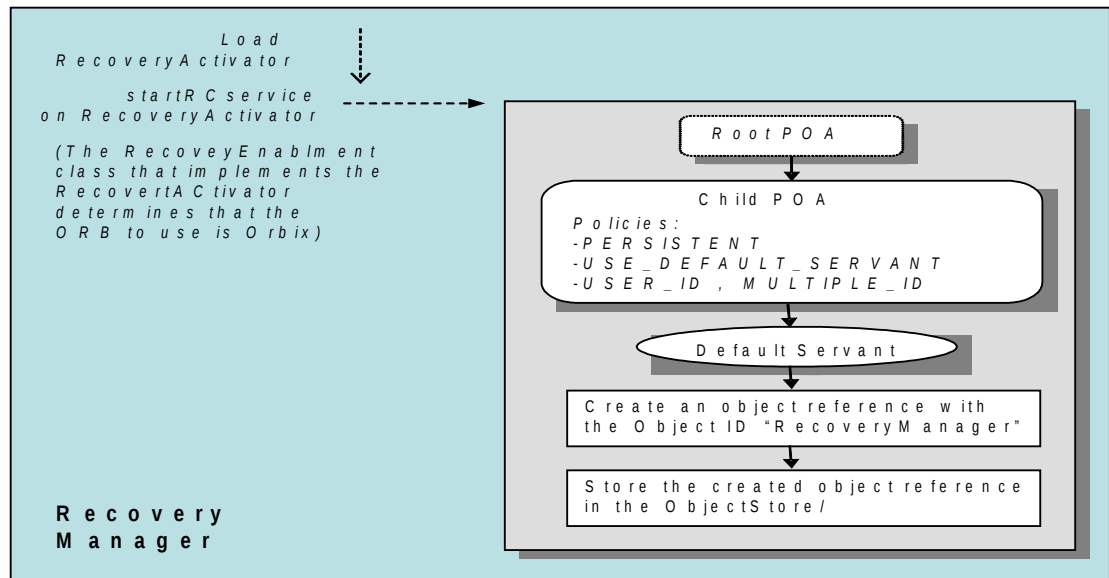 Load
RecoveryActivator
startRCservice
on RecoveryActivator
(The RecoveyEnablment
class that implements the
RecovertACtivator
determines that the
ORB to use is Orbix)
RootPOA
Child POA
Policies:
-PERSISTENT
-USE_DEFAULT_SERVANT
-USER_ID , MULTIPLE_ID
Default Servant
Create an object reference with
the Object ID “RecoveryManager”
Store the created object reference
in the ObjectStore/
Recovery
Manager